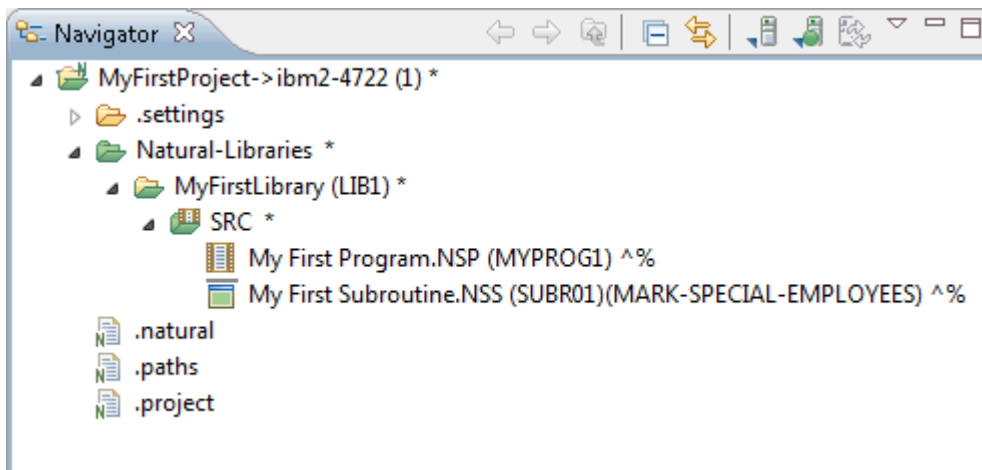 Navigator
MyFirstProject->ibm2-4722 (1) *
.settings
Natural-Libraries *
MyFirstLibrary (LIB1) *
SRC *
My First Program.NSP (MYPROG1) ^%
My First Subroutine.NSS (SUBR01)(MARK-SPECIAL-EMPLOYEES) ^%
.natural
.paths
.project